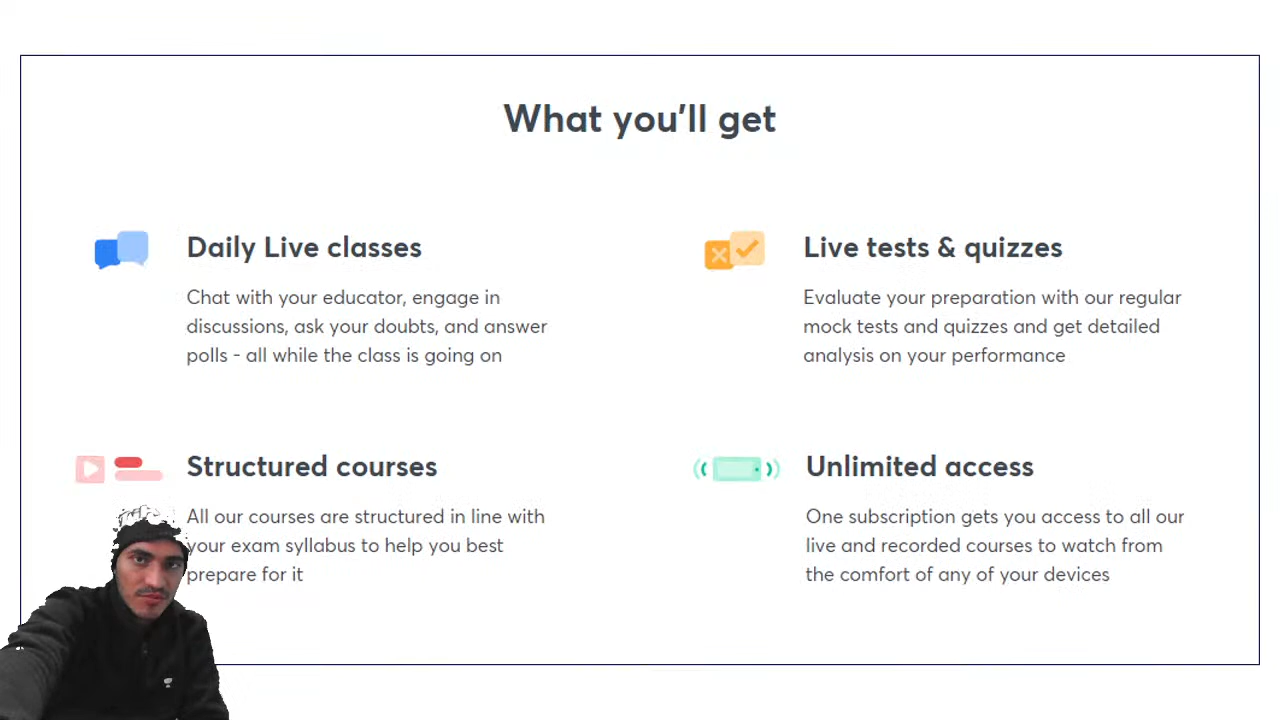 What you'll get
Daily Live classes
Chat with your educator, engage in
discussions, ask your doubts, and answer
polls - all while the class is going on
Live tests & quizzes
Evaluate your preparation with our regular
mock tests and quizzes and get detailed
analysis on your performance
Structured courses
All our courses are structured in line with
your exam syllabus to help you best
prepare for it
Unlimited access
One subscription gets you access to all our
live and recorded courses to watch from
the comfort of any of your devices